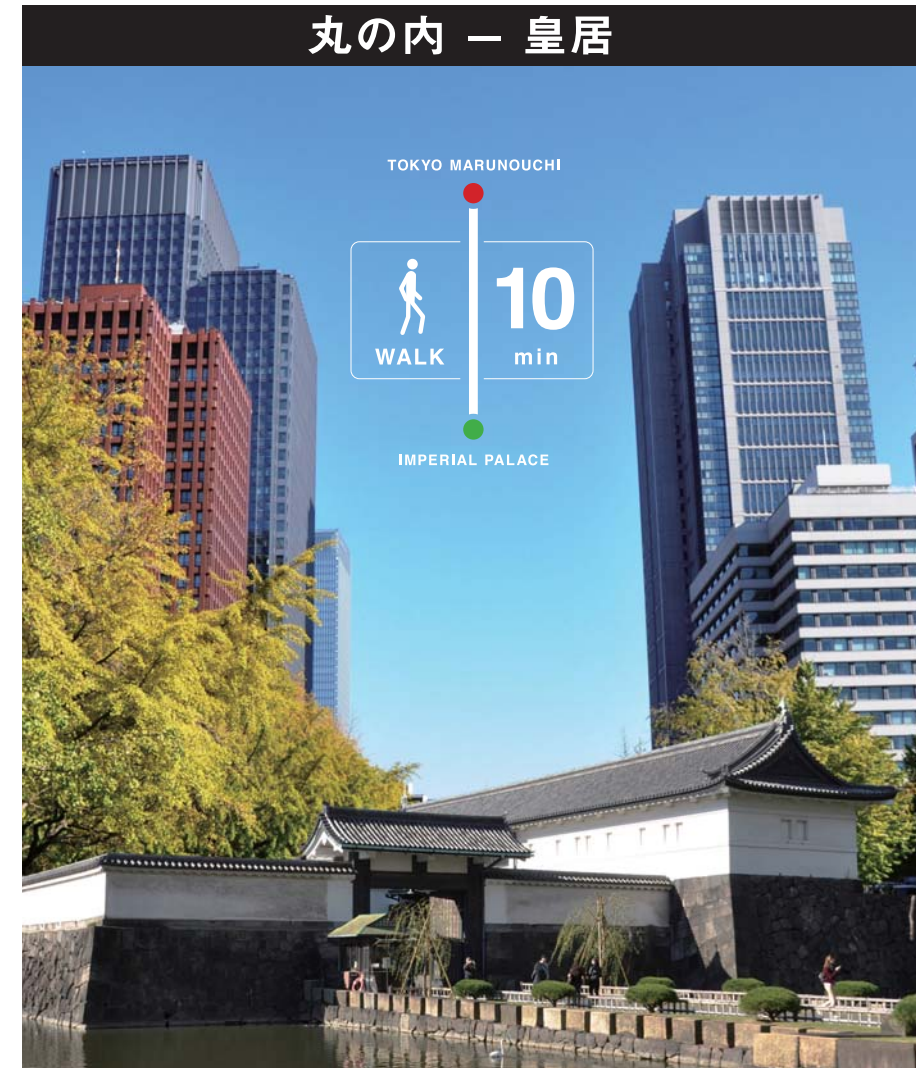 丸の内 — 皇居
TOKYO MARUNOUCHI
WALK
10
min
IMPERIAL PALACE